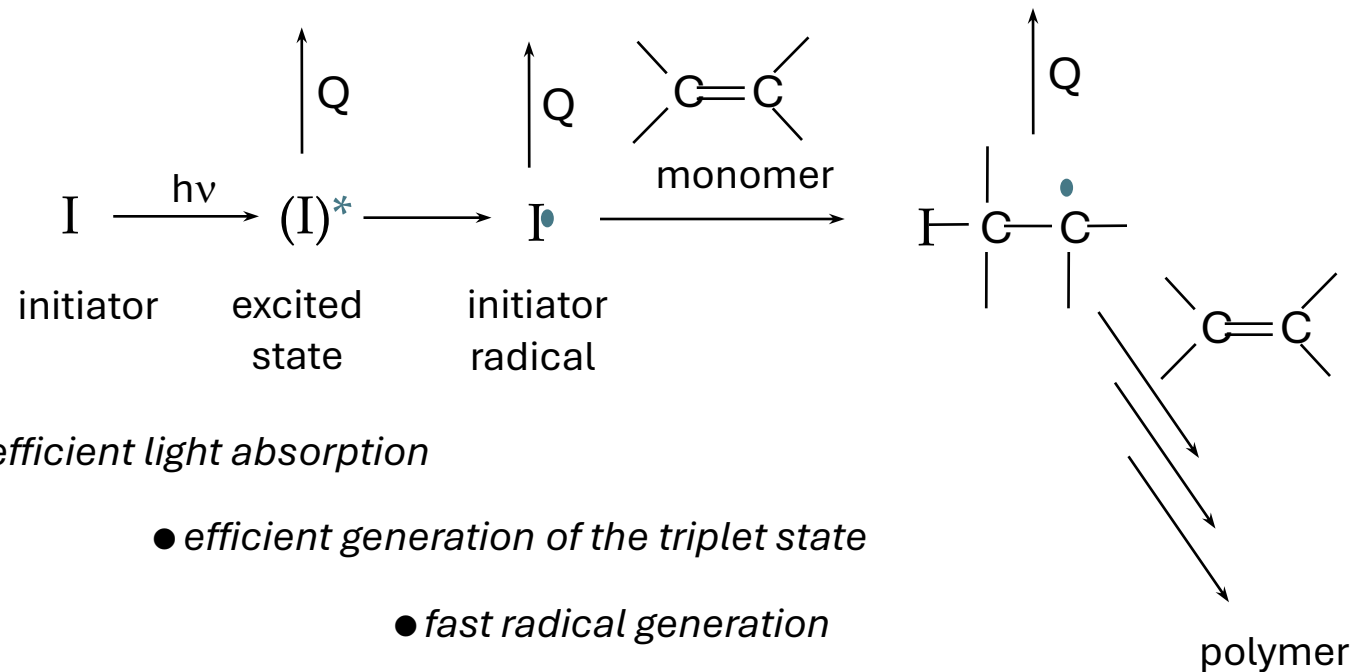 Q
Q
C=C
Q
hν
monomer
I
(I)*
I•
I—C—C—
•
initiator
excited
state
initiator
radical
C=C
efficient light absorption
● efficient generation of the triplet state
● fast radical generation
polymer